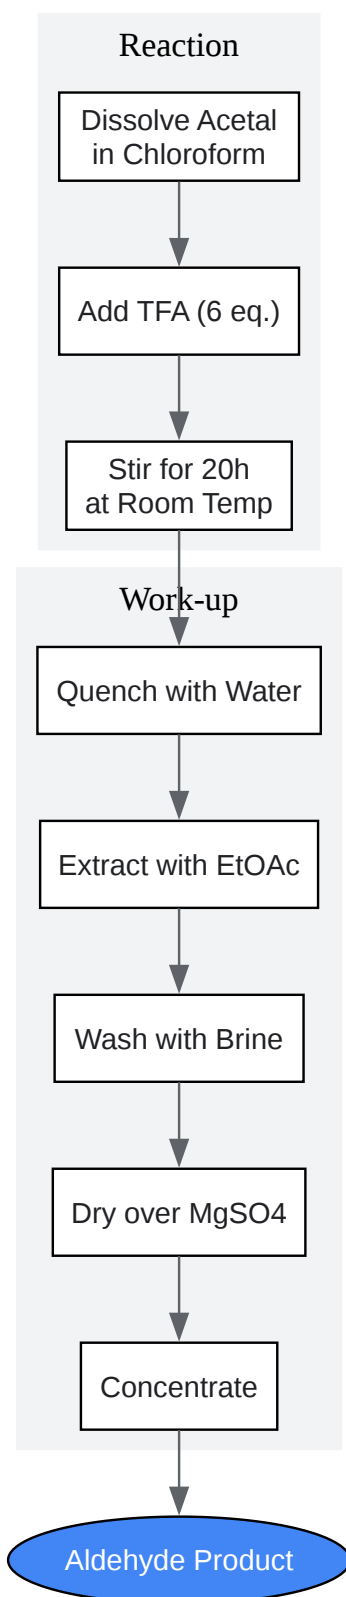 Reaction
Dissolve Acetal
in Chloroform
Add TFA (6 eq.)
Stir for 20h
at Room Temp
Work-up
Quench with Water
Extract with EtOAc
Wash with Brine
Dry over MgSO4
Concentrate
Aldehyde Product